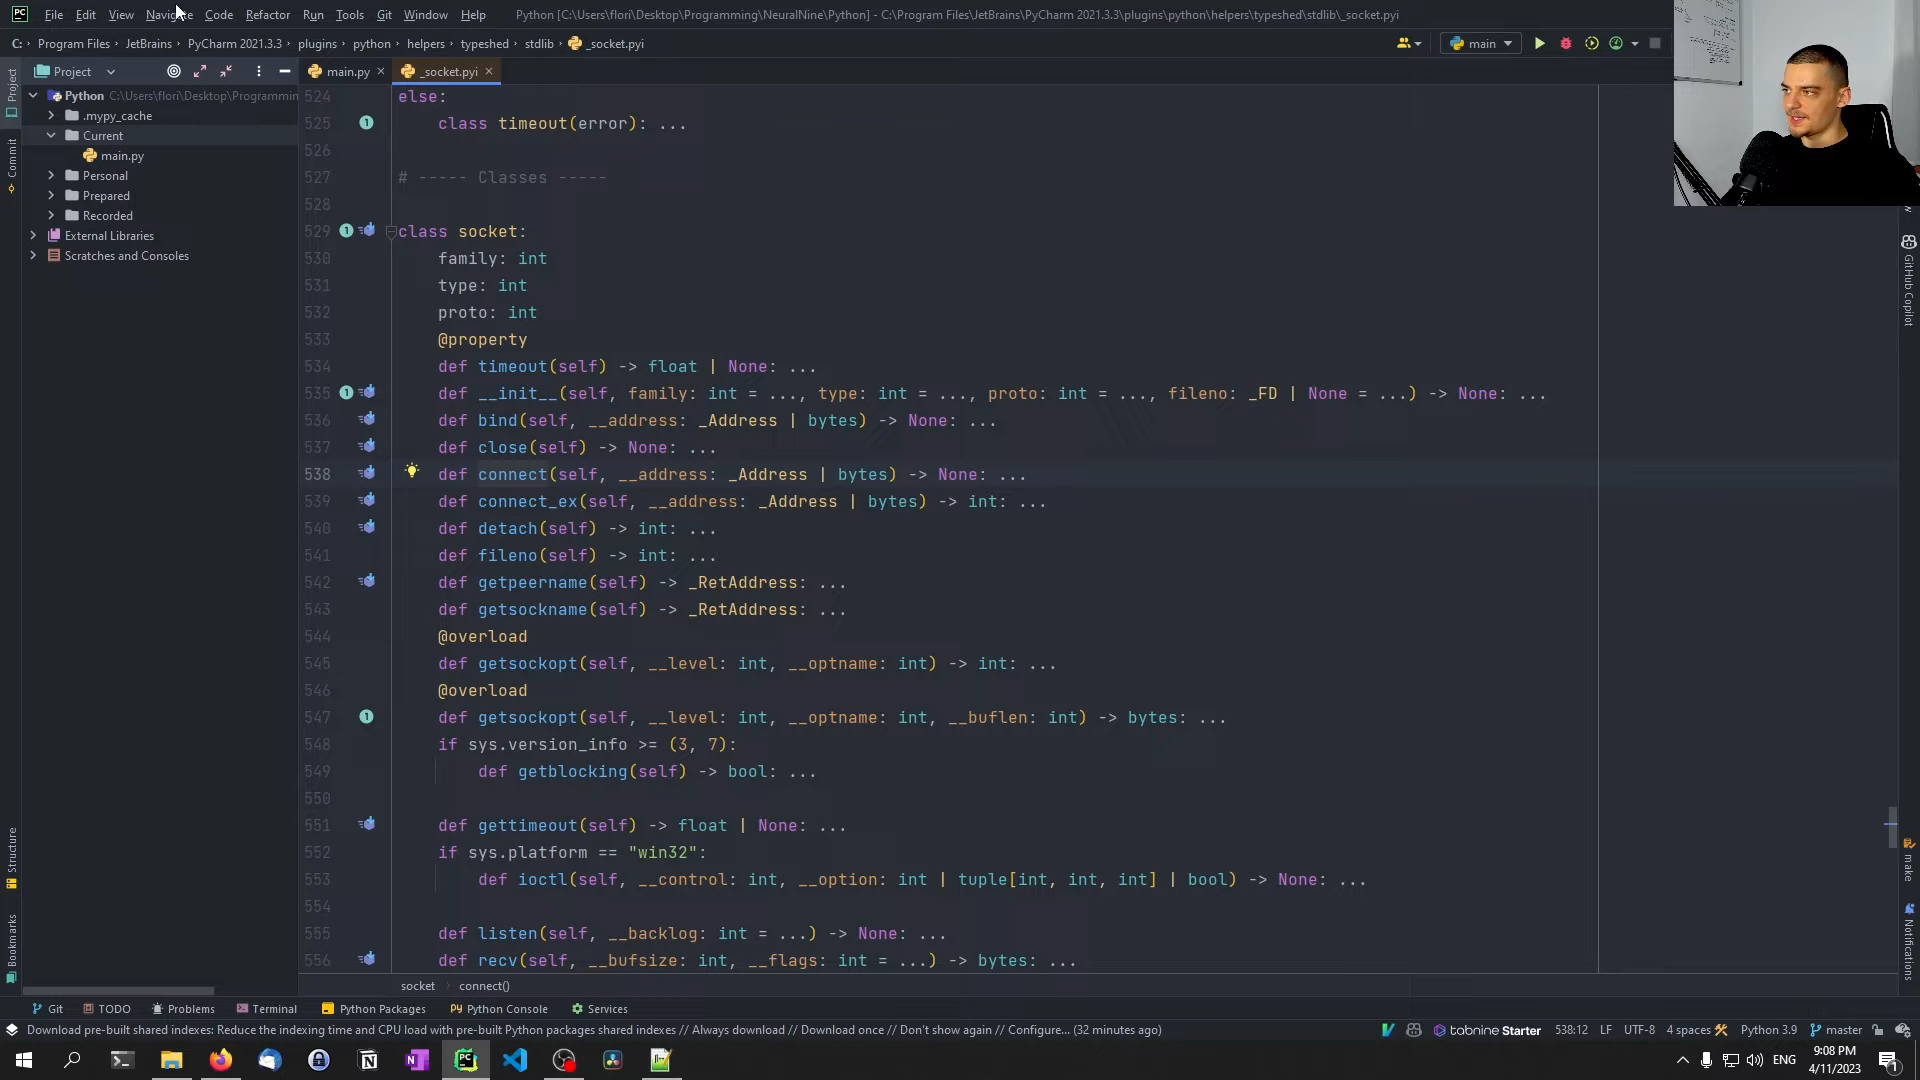 PC File Edit View Navigate Code Refactor Run Tools Git Window Help Python [C:\Users\flori\Desktop\Programming\NeuralNine\Python] - C:\Program Files\JetBrains\PyCharm 2021.3.3\plugins\python\helpers\typeshed\stdlib\_socket.pyi
C: Program Files JetBrains PyCharm 2021.3.3 plugins python helpers typeshed stdlib _socket.pyi main
Project
main.py
_socket.pyi
Project
Commit
Structure
Bookmarks
Python C:\Users\flori\Desktop\Programmin
.mypy_cache
Current
main.py
Personal
Prepared
Recorded
External Libraries
Scratches and Consoles
524 else:
525 class timeout(error): ...
526
527 # ----- Classes -----
528
529 class socket:
530 family: int
531 type: int
532 proto: int
533 @property
534 def timeout(self) -> float | None: ...
535 def __init__(self, family: int = ..., type: int = ..., proto: int = ..., fileno: _FD | None = ...) -> None: ...
536 def bind(self, __address: _Address | bytes) -> None: ...
537 def close(self) -> None: ...
538 def connect(self, __address: _Address | bytes) -> None: ...
539 def connect_ex(self, __address: _Address | bytes) -> int: ...
540 def detach(self) -> int: ...
541 def fileno(self) -> int: ...
542 def getpeername(self) -> _RetAddress: ...
543 def getsockname(self) -> _RetAddress: ...
544 @overload
545 def getsockopt(self, __level: int, __optname: int) -> int: ...
546 @overload
547 def getsockopt(self, __level: int, __optname: int, __buflen: int) -> bytes: ...
548 if sys.version_info >= (3, 7):
549 def getblocking(self) -> bool: ...
550
551 def gettimeout(self) -> float | None: ...
552 if sys.platform == "win32":
553 def ioctl(self, __control: int, __option: int | tuple[int, int, int] | bool) -> None: ...
554
555 def listen(self, __backlog: int = ...) -> None: ...
556 def recv(self, __bufsize: int, __flags: int = ...) -> bytes: ...
GitHub Copilot
make
Notifications
socket connect()
Git TODO Problems Terminal Python Packages Python Console Services
Download pre-built shared indexes: Reduce the indexing time and CPU load with pre-built Python packages shared indexes // Always download // Download once // Don't show again // Configure... (32 minutes ago) tabnine Starter 538:12 LF UTF-8 4 spaces Python 3.9 master
ENG
9:08 PM
4/11/2023